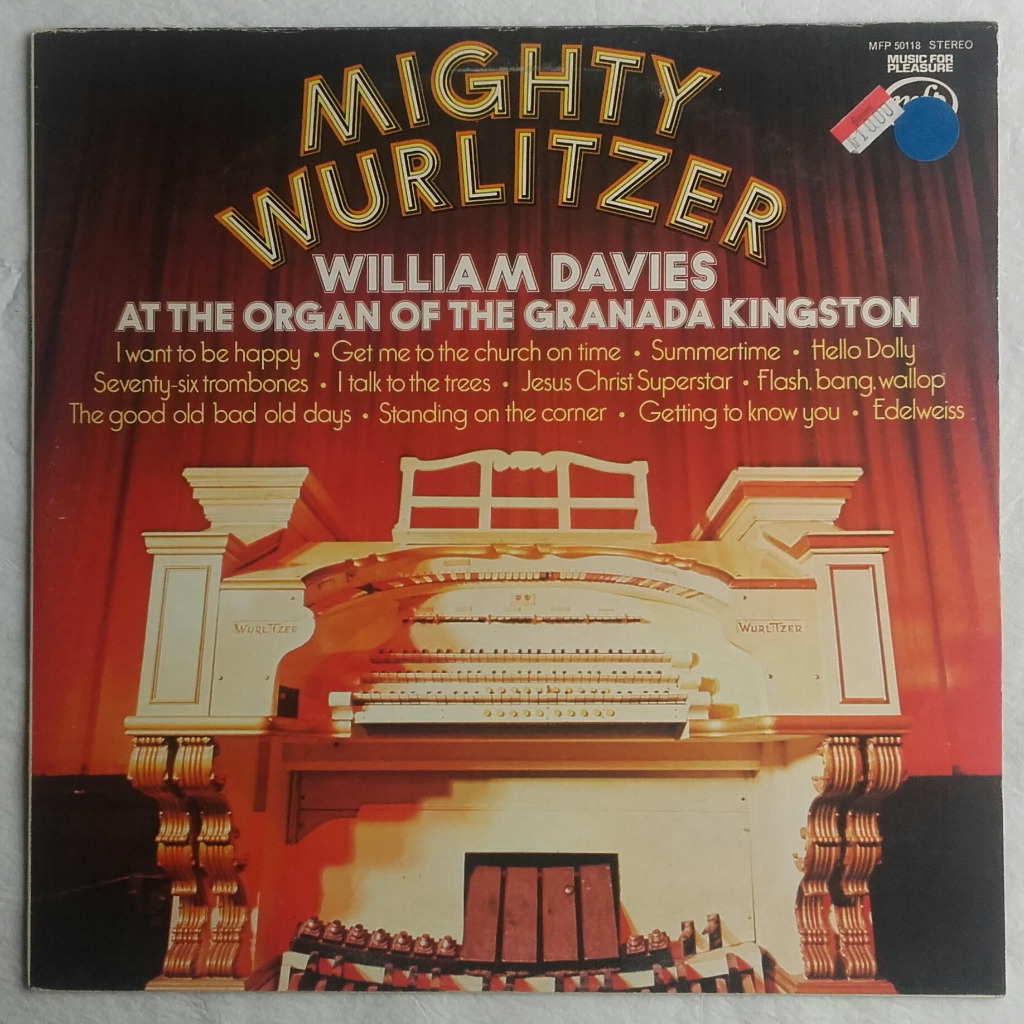 MFP 50118 STEREO
MUSIC FOR
PLEASURE
MIGHTY
WURLITZER
WILLIAM DAVIES
AT THE ORGAN OF THE GRANADA KINGSTON
I want to be happy • Get me to the church on time • Summertime • Hello Dolly
Seventy-six trombones • I talk to the trees • Jesus Christ Superstar • Flash, bang, wallop
The good old bad old days • Standing on the corner • Getting to know you • Edelweiss
WURLITZER
WURLITZER